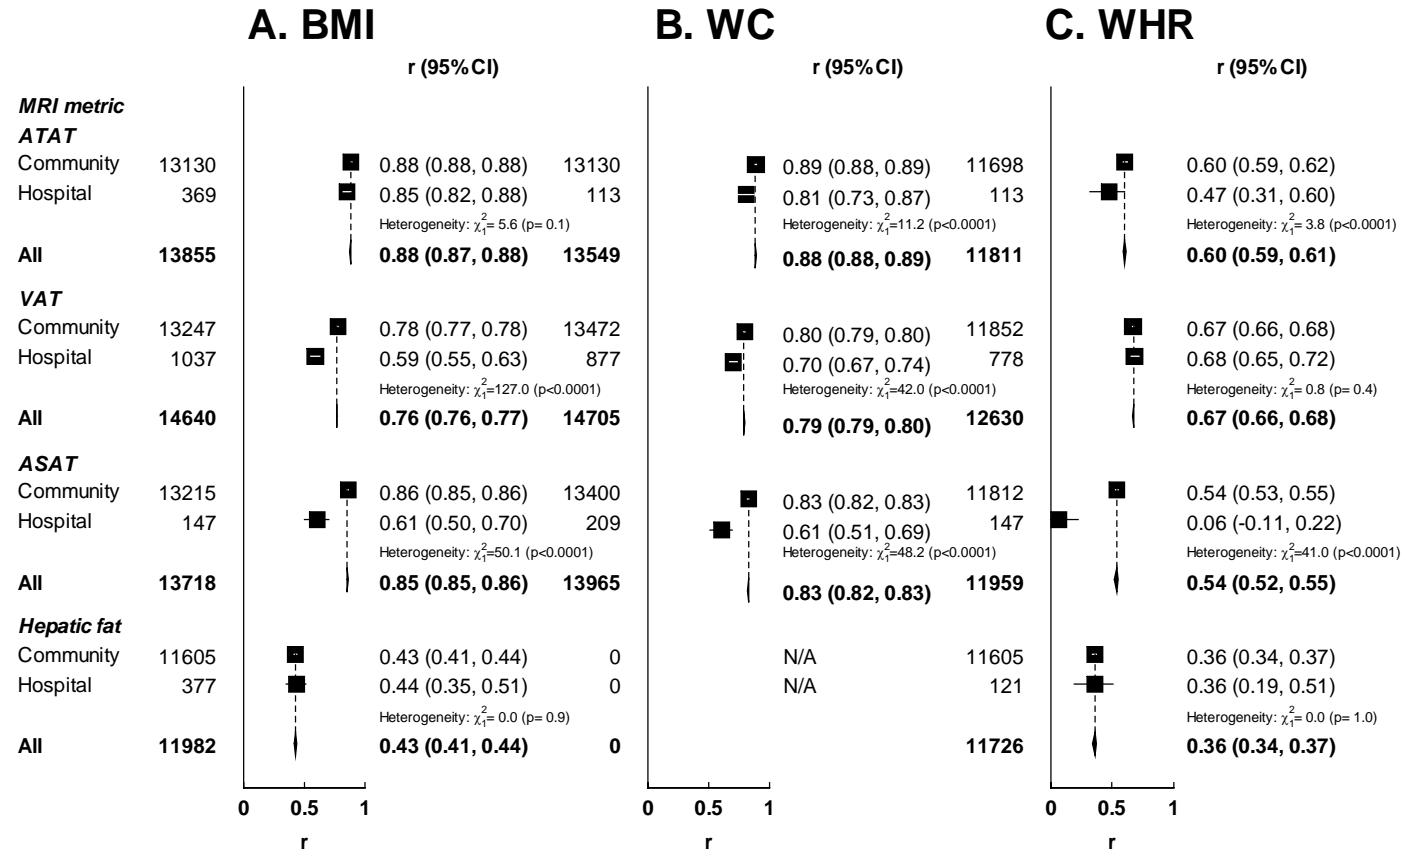 A. BMI B. WC C. WHR
r (95%CI) r (95%CI) r (95%CI)
MRI metric
ATAT
Community 13130 0.88 (0.88, 0.88) 13130 0.89 (0.88, 0.89) 11698 0.60 (0.59, 0.62)
Hospital 369 0.85 (0.82, 0.88) 113 0.81 (0.73, 0.87) 113 0.47 (0.31, 0.60)
Heterogeneity: χ²₁= 5.6 (p= 0.1) Heterogeneity: χ²₁=11.2 (p<0.0001) Heterogeneity: χ²₁= 3.8 (p<0.0001)
All 13855 0.88 (0.87, 0.88) 13549 0.88 (0.88, 0.89) 11811 0.60 (0.59, 0.61)
VAT
Community 13247 0.78 (0.77, 0.78) 13472 0.80 (0.79, 0.80) 11852 0.67 (0.66, 0.68)
Hospital 1037 0.59 (0.55, 0.63) 877 0.70 (0.67, 0.74) 778 0.68 (0.65, 0.72)
Heterogeneity: χ²₁=127.0 (p<0.0001) Heterogeneity: χ²₁=42.0 (p<0.0001) Heterogeneity: χ²₁= 0.8 (p= 0.4)
All 14640 0.76 (0.76, 0.77) 14705 0.79 (0.79, 0.80) 12630 0.67 (0.66, 0.68)
ASAT
Community 13215 0.86 (0.85, 0.86) 13400 0.83 (0.82, 0.83) 11812 0.54 (0.53, 0.55)
Hospital 147 0.61 (0.50, 0.70) 209 0.61 (0.51, 0.69) 147 0.06 (-0.11, 0.22)
Heterogeneity: χ²₁=50.1 (p<0.0001) Heterogeneity: χ²₁=48.2 (p<0.0001) Heterogeneity: χ²₁=41.0 (p<0.0001)
All 13718 0.85 (0.85, 0.86) 13965 0.83 (0.82, 0.83) 11959 0.54 (0.52, 0.55)
Hepatic fat
Community 11605 0.43 (0.41, 0.44) 0 N/A 11605 0.36 (0.34, 0.37)
Hospital 377 0.44 (0.35, 0.51) 0 N/A 121 0.36 (0.19, 0.51)
Heterogeneity: χ²₁= 0.0 (p= 0.9) Heterogeneity: χ²₁= 0.0 (p= 1.0)
All 11982 0.43 (0.41, 0.44) 0 11726 0.36 (0.34, 0.37)
0 0.5 1 0 0.5 1 0 0.5 1
r r r